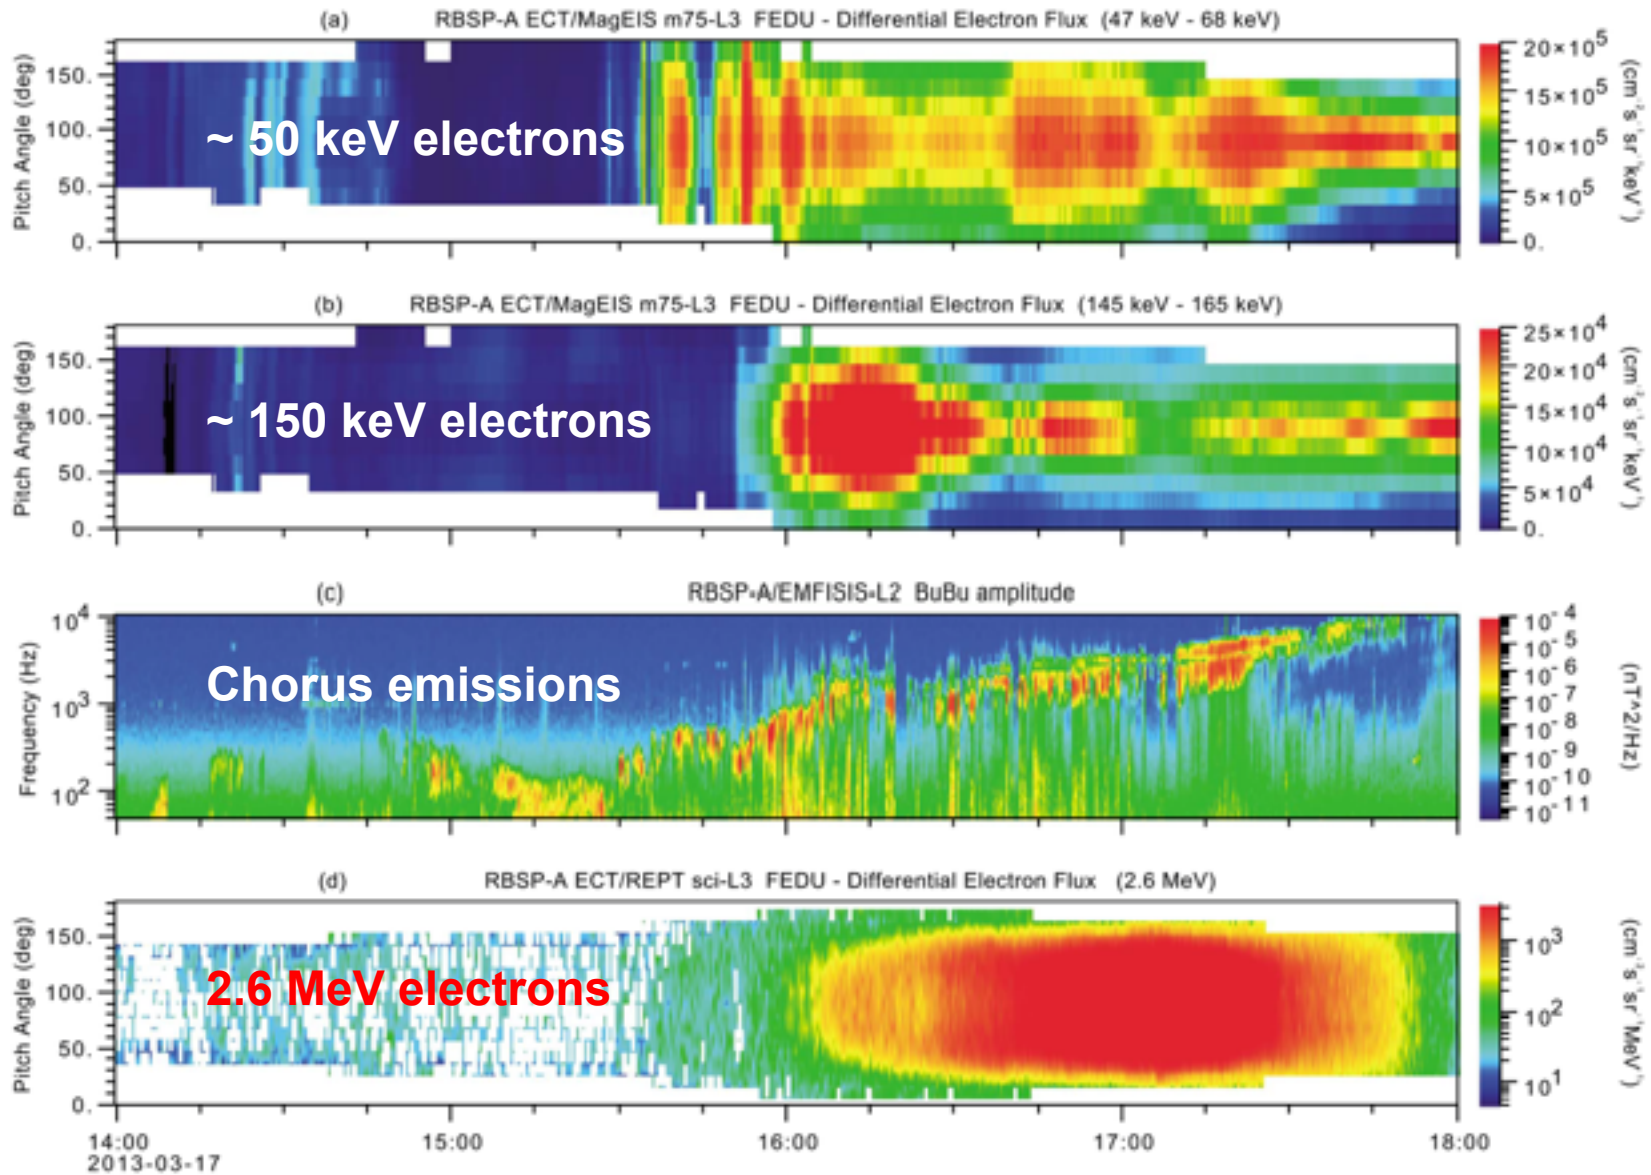 (a) RBSP-A ECT/MagEIS m75-L3 FEDU - Differential Electron Flux (47 keV - 68 keV)
Pitch Angle (deg)
150.
100.
50.
0.
~ 50 keV electrons
20×10⁵
15×10⁵
10×10⁵
5×10⁵
0.
(cm⁻²s⁻¹sr⁻¹keV⁻¹)
(b) RBSP-A ECT/MagEIS m75-L3 FEDU - Differential Electron Flux (145 keV - 165 keV)
Pitch Angle (deg)
150.
100.
50.
0.
~ 150 keV electrons
25×10⁴
20×10⁴
15×10⁴
10×10⁴
5×10⁴
0.
(cm⁻²s⁻¹sr⁻¹keV⁻¹)
(c) RBSP-A/EMFISIS-L2 BuBu amplitude
Frequency (Hz)
10⁴
10³
10²
Chorus emissions
10⁻⁴
10⁻⁵
10⁻⁶
10⁻⁷
10⁻⁸
10⁻⁹
10⁻¹⁰
10⁻¹¹
(nT^2/Hz)
(d) RBSP-A ECT/REPT sci-L3 FEDU - Differential Electron Flux (2.6 MeV)
Pitch Angle (deg)
150.
100.
50.
0.
2.6 MeV electrons
10³
10²
10¹
(cm⁻²s⁻¹sr⁻¹MeV⁻¹)
14:00 15:00 16:00 17:00 18:00
2013-03-17